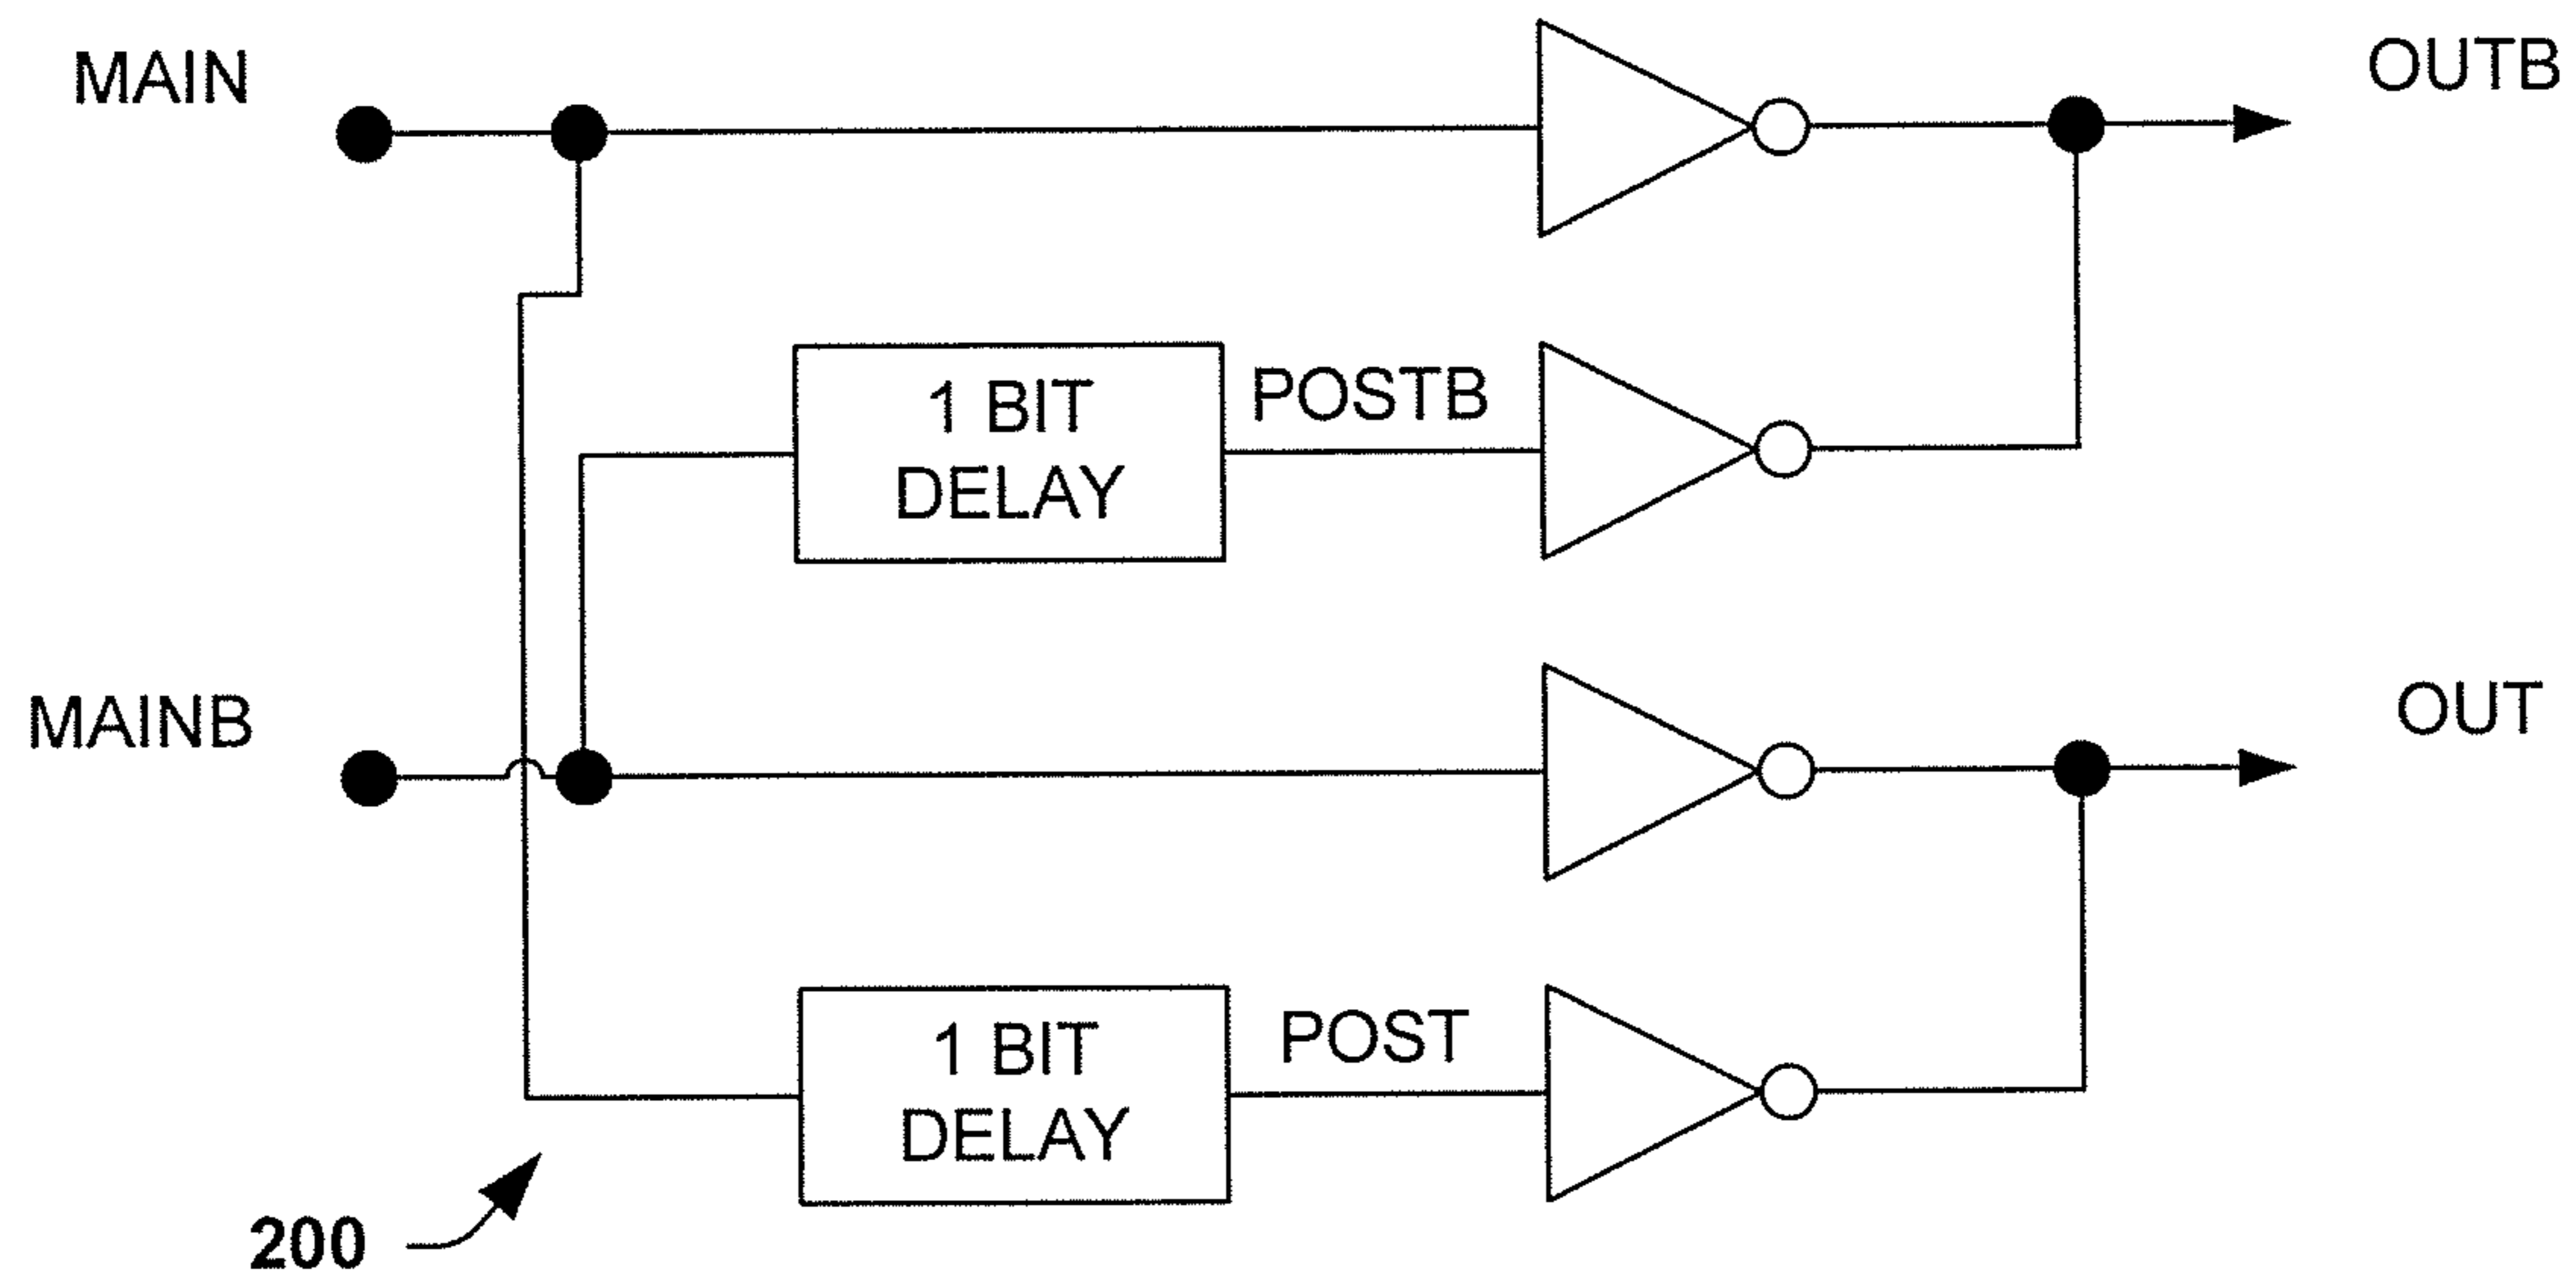 MAIN
OUTB
1 BIT
DELAY
POSTB
MAINB
OUT
1 BIT
DELAY
POST
200